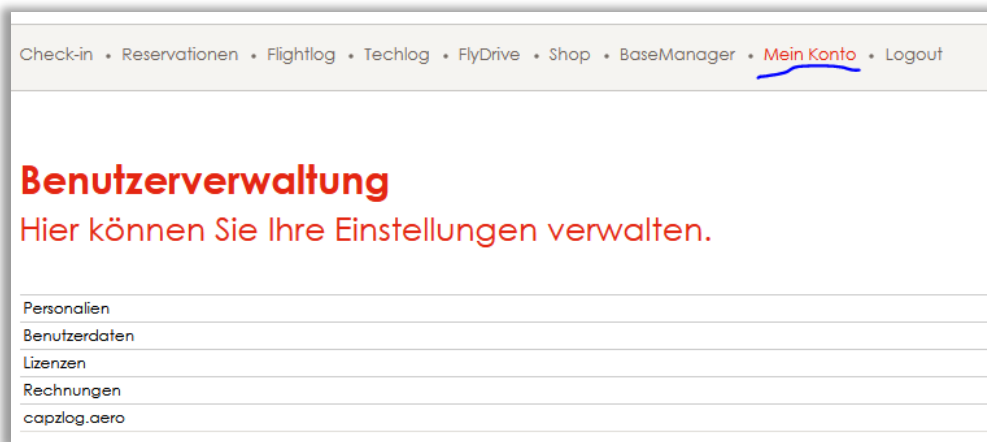 Check-in • Reservationen • Flightlog • Techlog • FlyDrive • Shop • BaseManager • Mein Konto • Logout
Benutzerverwaltung
Hier können Sie Ihre Einstellungen verwalten.
Personalien
Benutzerdaten
Lizenzen
Rechnungen
capzlog.aero